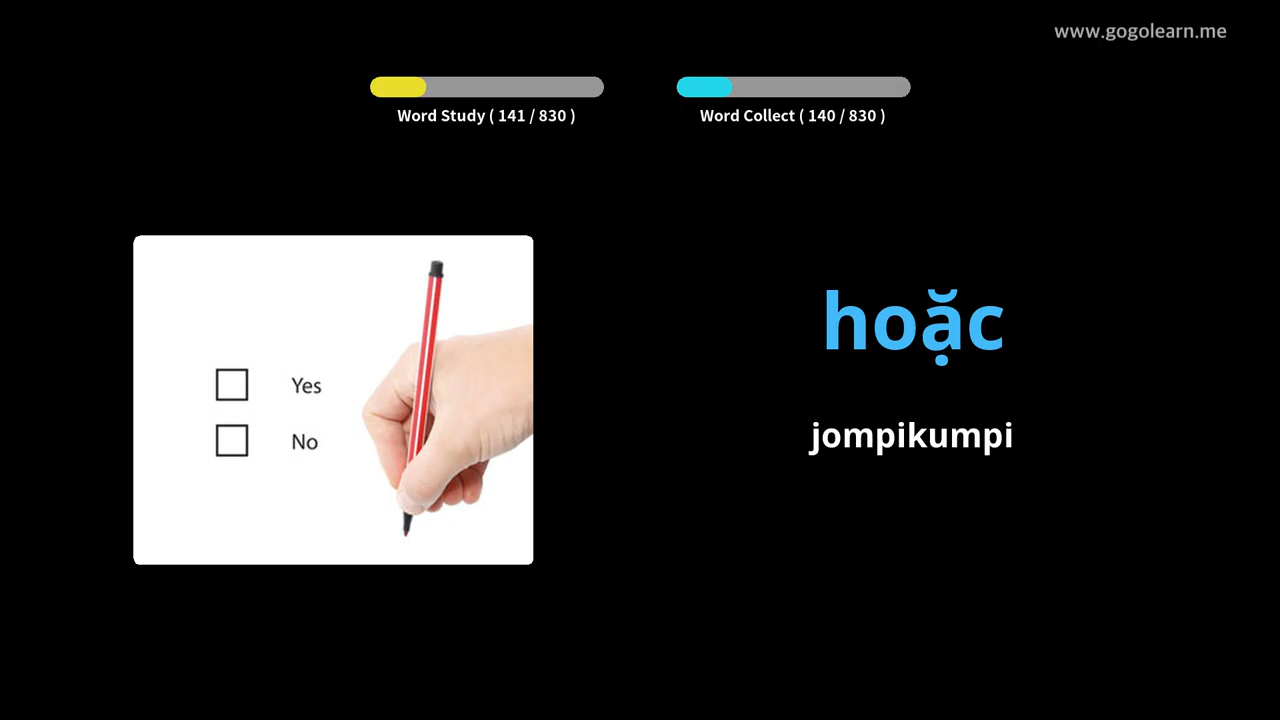 www.gogolearn.me
Word Study ( 141 / 830 )
Word Collect ( 140 / 830 )
Yes
No
hoặc
jompikumpi